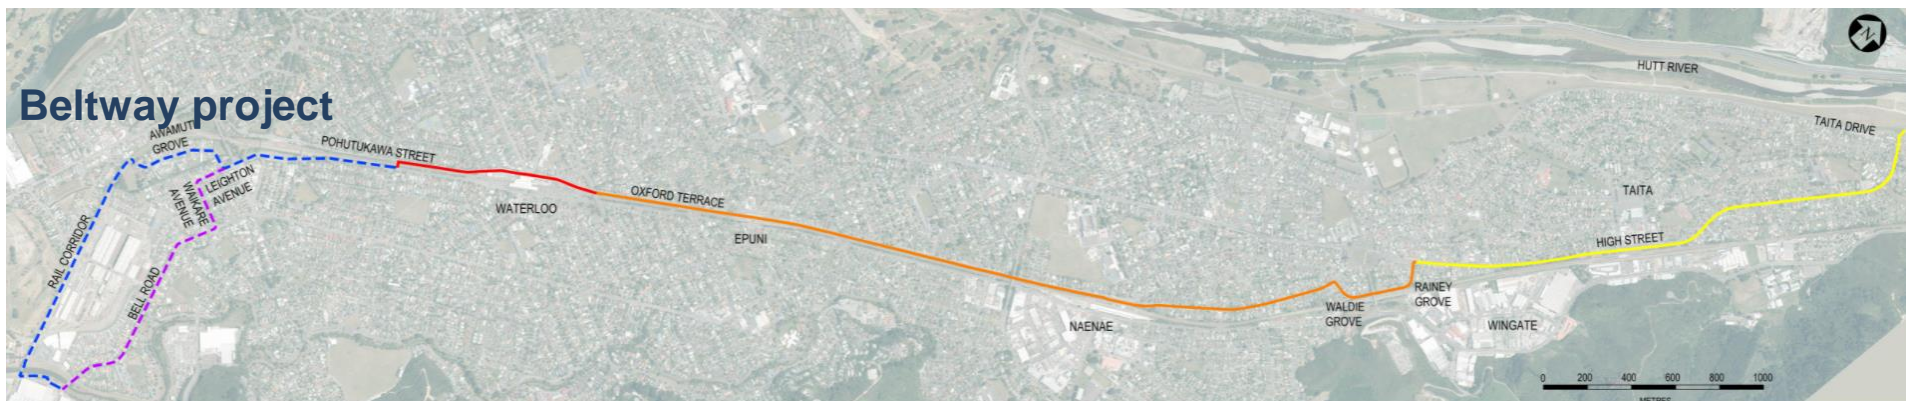 Beltway project
AWAMUTU
GROVE
POHUTUKAWA STREET
LEIGHTON
AVENUE
WAIKARE
AVENUE
RAIL CORRIDOR
BELL ROAD
WATERLOO
OXFORD TERRACE
EPUNI
NAENAE
WALDIE
GROVE
RAINEY
GROVE
WINGATE
HIGH STREET
TAITA
TAITA DRIVE
HUTT RIVER
N
0 200 400 600 800 1000
METRES